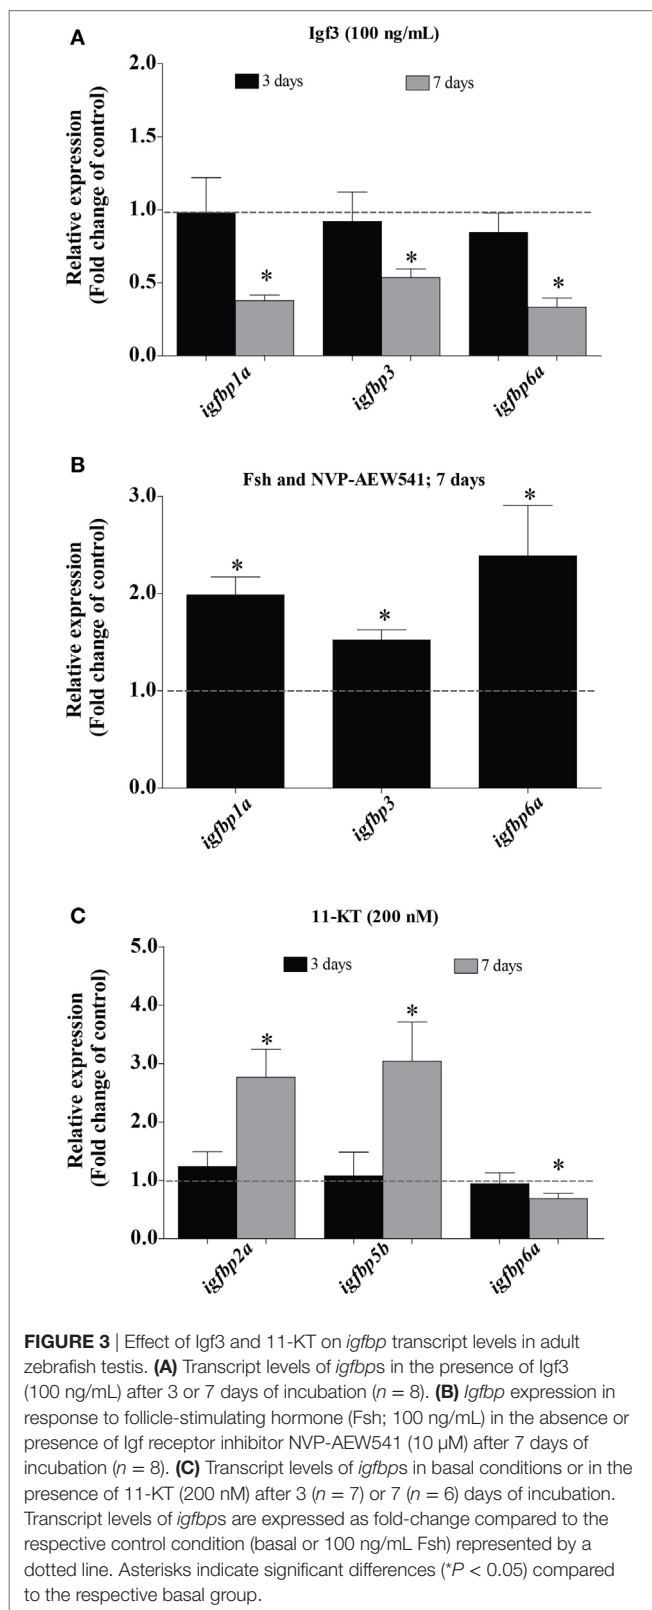 A
Igf3 (100 ng/mL)
2.0
1.5
1.0
0.5
0.0
Relative expression
(Fold change of control)
3 days
7 days
*
*
*
igfbp1a
igfbp3
igfbp6a
B
Fsh and NVP-AEW541; 7 days
3.0
2.0
1.0
0.0
Relative expression
(Fold change of control)
*
*
*
igfbp1a
igfbp3
igfbp6a
C
11-KT (200 nM)
5.0
4.0
3.0
2.0
1.0
0.0
Relative expression
(Fold change of control)
3 days
7 days
*
*
*
igfbp2a
igfbp5b
igfbp6a
FIGURE 3 | Effect of Igf3 and 11-KT on igfbp transcript levels in adult
zebrafish testis. (A) Transcript levels of igfbps in the presence of Igf3
(100 ng/mL) after 3 or 7 days of incubation (n = 8). (B) Igfbp expression in
response to follicle-stimulating hormone (Fsh; 100 ng/mL) in the absence or
presence of Igf receptor inhibitor NVP-AEW541 (10 µM) after 7 days of
incubation (n = 8). (C) Transcript levels of igfbps in basal conditions or in the
presence of 11-KT (200 nM) after 3 (n = 7) or 7 (n = 6) days of incubation.
Transcript levels of igfbps are expressed as fold-change compared to the
respective control condition (basal or 100 ng/mL Fsh) represented by a
dotted line. Asterisks indicate significant differences (*P < 0.05) compared
to the respective basal group.